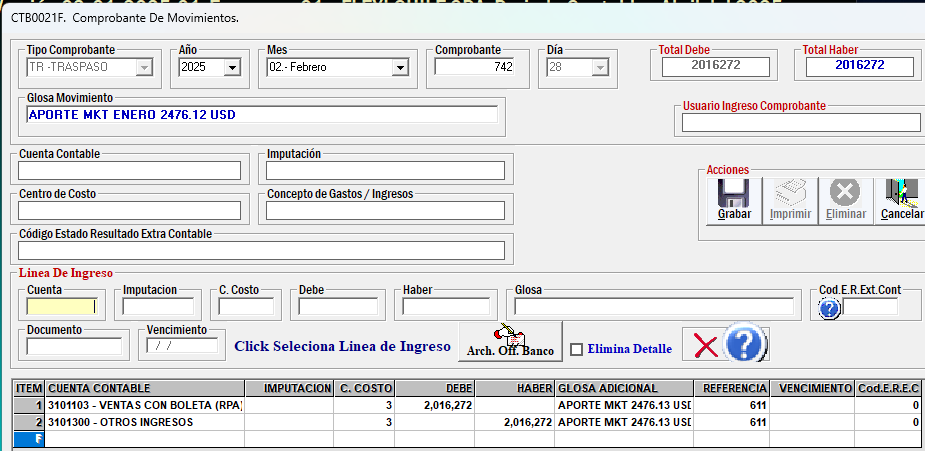 CTB0021F. Comprobante De Movimientos.
Tipo Comprobante
Año
Mes
Comprobante
Día
Total Debe
Total Haber
TR -TRASPASO
2025
02.- Febrero
742
28
2016272
2016272
Glosa Movimiento
APORTE MKT ENERO 2476.12 USD
Usuario Ingreso Comprobante
Cuenta Contable
Imputación
Centro de Costo
Concepto de Gastos / Ingresos
Código Estado Resultado Extra Contable
Acciones
Grabar
Imprimir
Eliminar
Cancelar
Linea De Ingreso
Cuenta
Imputacion
C. Costo
Debe
Haber
Glosa
Cod.E.R.Ext.Cont
Documento
Vencimiento
/ /
Click Seleciona Linea de Ingreso
Arch. Off. Banco
Elimina Detalle
ITEM CUENTA CONTABLE IMPUTACION C. COSTO DEBE HABER GLOSA ADICIONAL REFERENCIA VENCIMIENTO Cod.E.R.E.C
1 3101103 - VENTAS CON BOLETA (RPA) 3 2,016,272 APORTE MKT 2476.13 USD 611 0
2 3101300 - OTROS INGRESOS 3 2,016,272 APORTE MKT 2476.13 USD 611 0
F